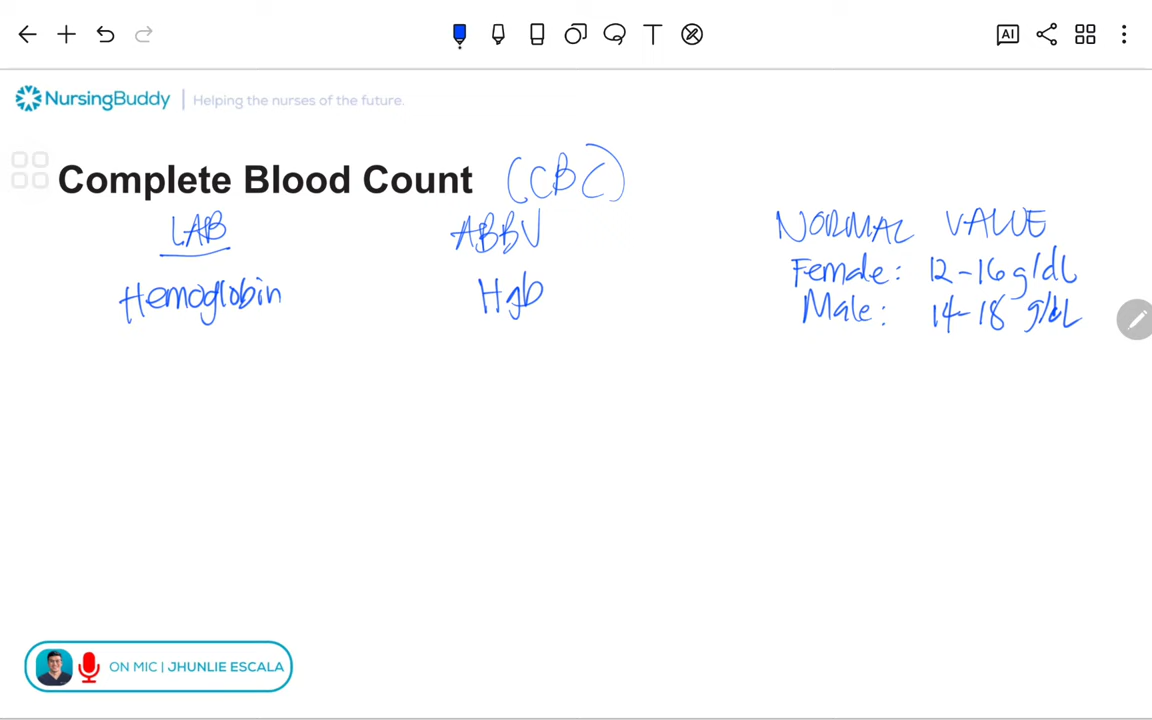 AI
NursingBuddy | Helping the nurses of the future.
Complete Blood Count (CBC)
LAB ABBV NORMAL VALUE
Hemoglobin Hgb Female: 12-16 g/dL
Male: 14-18 g/dL
ON MIC | JHUNLIE ESCALA